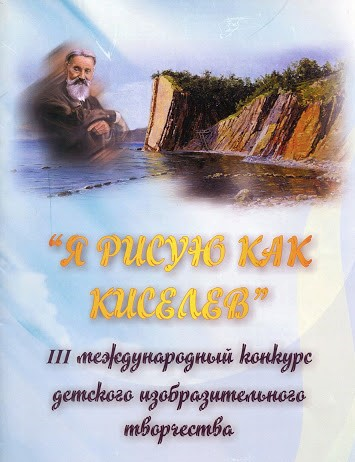 “Я РИСУЮ КАК
КИСЕЛЕВ”
III международный конкурс
детского изобразительного
творчества